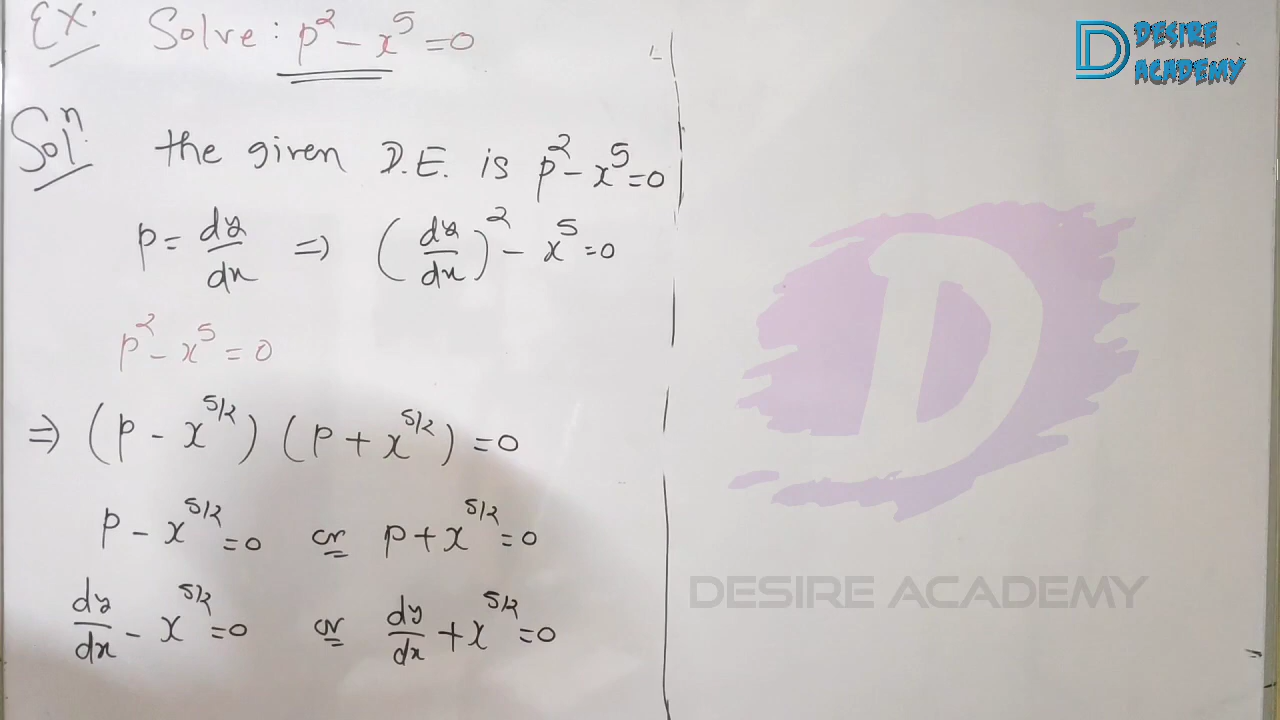 Ex: Solve: p² - x⁵ = 0
Solⁿ. the given D.E. is p² - x⁵ = 0
p = dy/dx ⇒ (dy/dx)² - x⁵ = 0
p² - x⁵ = 0
⇒ (p - x^5/2) (p + x^5/2) = 0
p - x^5/2 = 0 or p + x^5/2 = 0
dy/dx - x^5/2 = 0 or dy/dx + x^5/2 = 0
D DESIRE
ACADEMY
D
DESIRE ACADEMY